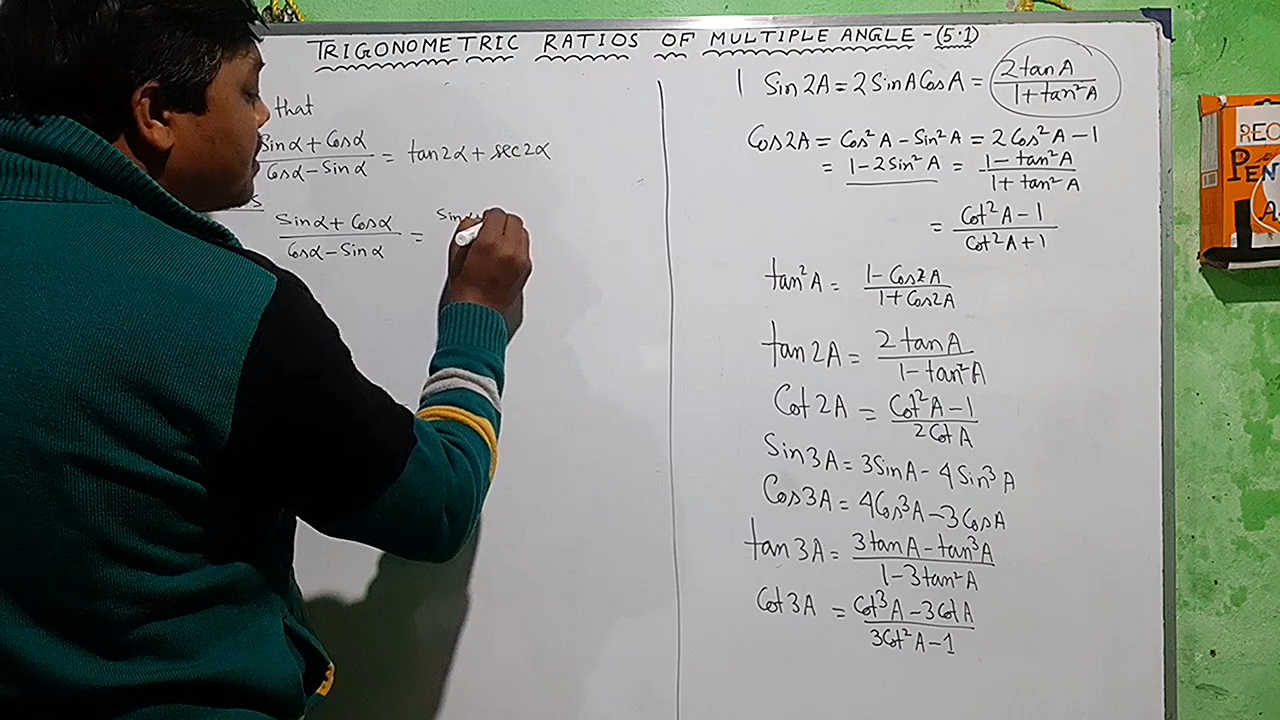 TRIGONOMETRIC RATIOS OF MULTIPLE ANGLE-(5.1)
that
Sinα + Cosα / Cosα - Sinα = tan2α + sec2α
S
Sinα + Cosα / Cosα - Sinα = Sin
1 Sin2A = 2SinACosA = 2tanA / 1+tan²A
Cos2A = Cos²A - Sin²A = 2Cos²A - 1
= 1-2Sin²A = 1-tan²A / 1+tan²A
= Cot²A-1 / Cot²A+1
tan²A = 1-Cos2A / 1+Cos2A
tan2A = 2tanA / 1-tan²A
Cot2A = Cot²A-1 / 2CotA
Sin3A = 3SinA - 4Sin³A
Cos3A = 4Cos³A - 3CosA
tan3A = 3tanA - tan³A / 1-3tan²A
Cot3A = Cot³A - 3CotA / 3Cot²A - 1
REC
PEN